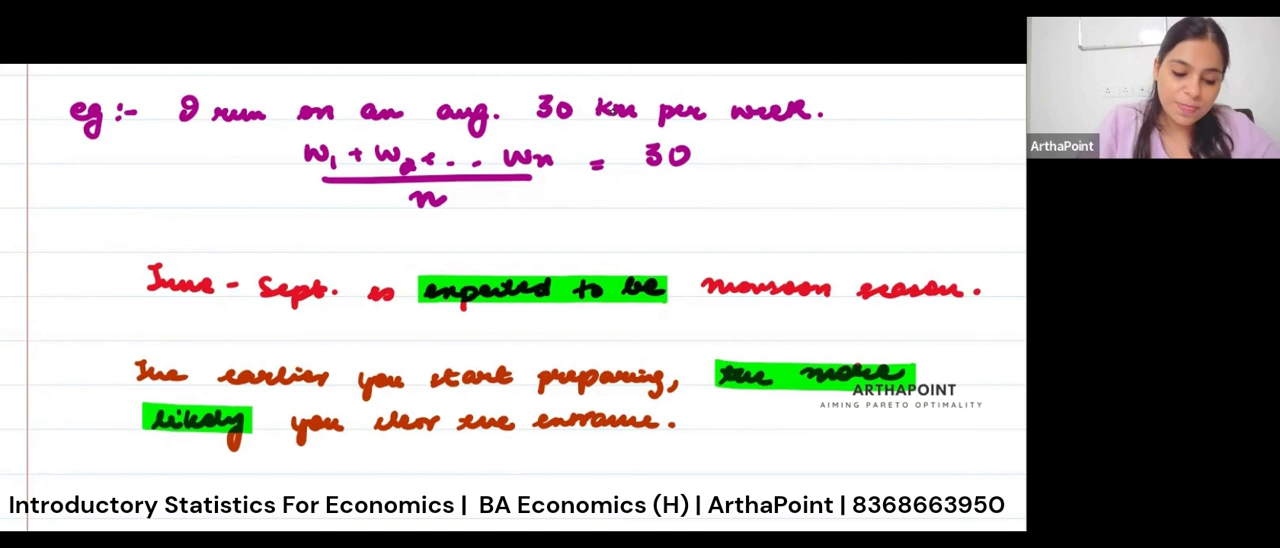 eg :- I run on an avg. 30 km per week.
W₁ + W₂ + . . . Wn = 30
n
June - Sept. is expected to be monsoon season.
The earlier you start preparing, the more
likely you clear the entrance.
ARTHAPOINT
AIMING PARETO OPTIMALITY
ArthaPoint
Introductory Statistics For Economics | BA Economics (H) | ArthaPoint | 8368663950